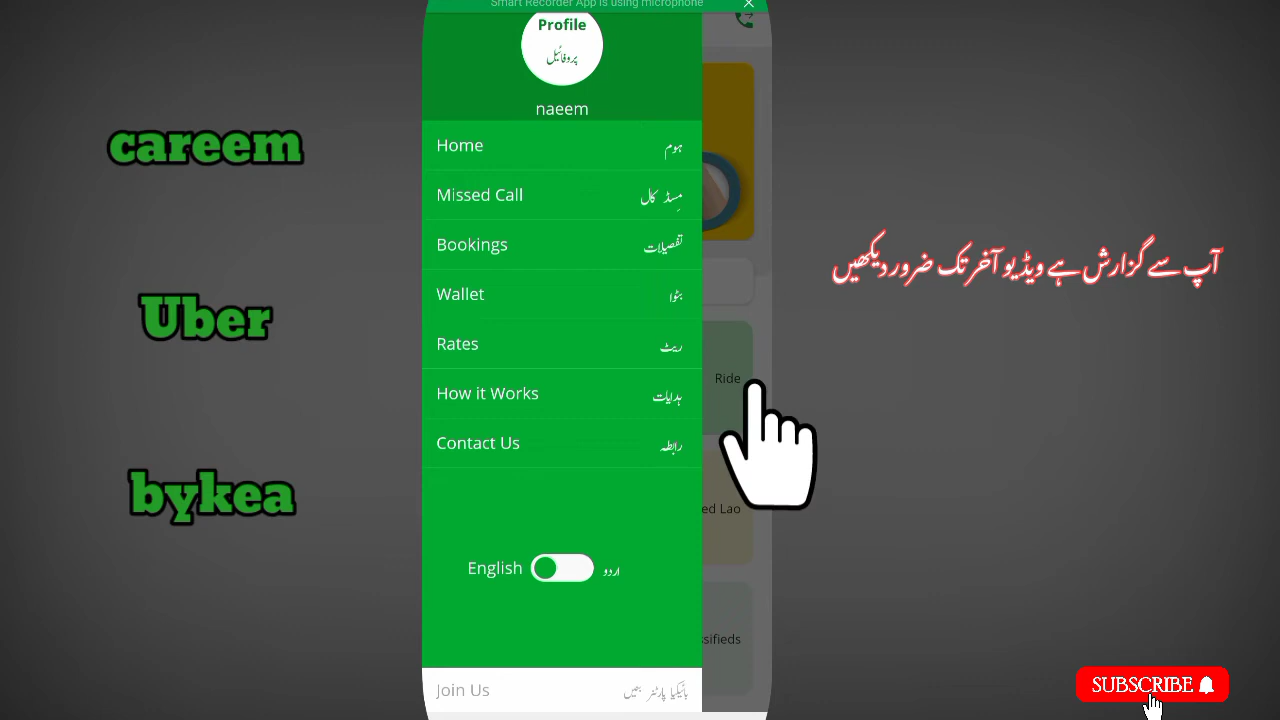 Smart Recorder App is using microphone
Profile
پروفائیل
naeem
Home ہوم
Missed Call مِسڈ کال
Bookings تفصیلات
Wallet بٹوا
Rates ریٹ
How it Works ہدایات
Contact Us رابطہ
English اردو
Join Us بائیکیا پارٹنر بنیں
Ride
ed Lao
sifieds
careem
Uber
bykea
آپ سے گزارش ہے ویڈیو آخر تک ضرور دیکھیں
SUBSCRIBE